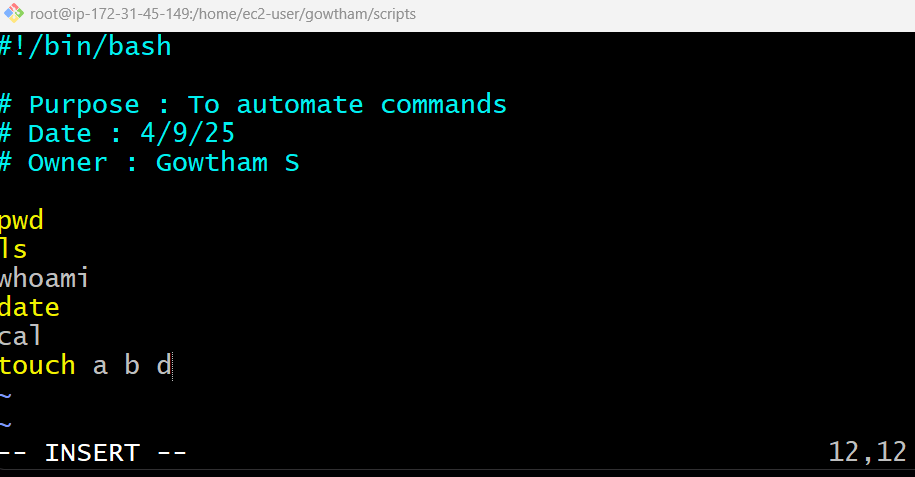 root@ip-172-31-45-149:/home/ec2-user/gowtham/scripts
#!/bin/bash
# Purpose : To automate commands
# Date : 4/9/25
# Owner : Gowtham S
pwd
ls
whoami
date
cal
touch a b d
~
~
-- INSERT -- 12,12